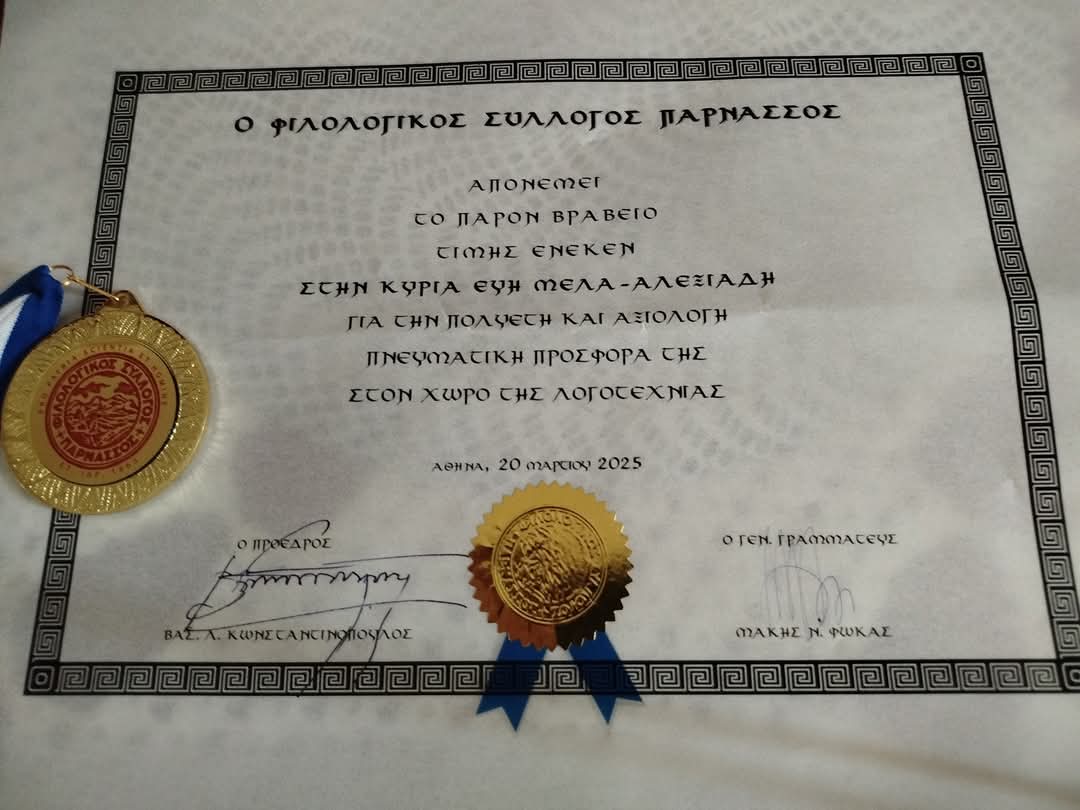 Ο ΦΙΛΟΛΟΓΙΚΟΣ ΣΥΛΛΟΓΟΣ ΠΑΡΝΑΣΣΟΣ
ΑΠΟΝΕΜΕΙ
ΤΟ ΠΑΡΟΝ ΒΡΑΒΕΙΟ
ΤΙΜΗΣ ΕΝΕΚΕΝ
ΣΤΗΝ ΚΥΡΙΑ ΕΥΗ ΜΕΛΑ-ΑΛΕΞΙΑΔΗ
ΓΙΑ ΤΗΝ ΠΟΛΥΕΤΗ ΚΑΙ ΑΞΙΟΛΟΓΗ
ΠΝΕΥΜΑΤΙΚΗ ΠΡΟΣΦΟΡΑ ΤΗΣ
ΣΤΟΝ ΧΩΡΟ ΤΗΣ ΛΟΓΟΤΕΧΝΙΑΣ
ΑΘΗΝΑ, 20 ΜΑΡΤΙΟΥ 2025
Ο ΠΡΟΕΔΡΟΣ
ΒΑΣ. Λ. ΚΩΝΣΤΑΝΤΙΝΟΠΟΥΛΟΣ
Ο ΓΕΝ. ΓΡΑΜΜΑΤΕΥΣ
ΜΑΚΗΣ Ν. ΦΩΚΑΣ
ΦΙΛΟΛΟΓΙΚΟΣ ΣΥΛΛΟΓΟΣ
ΠΑΡΝΑΣΣΟΣ